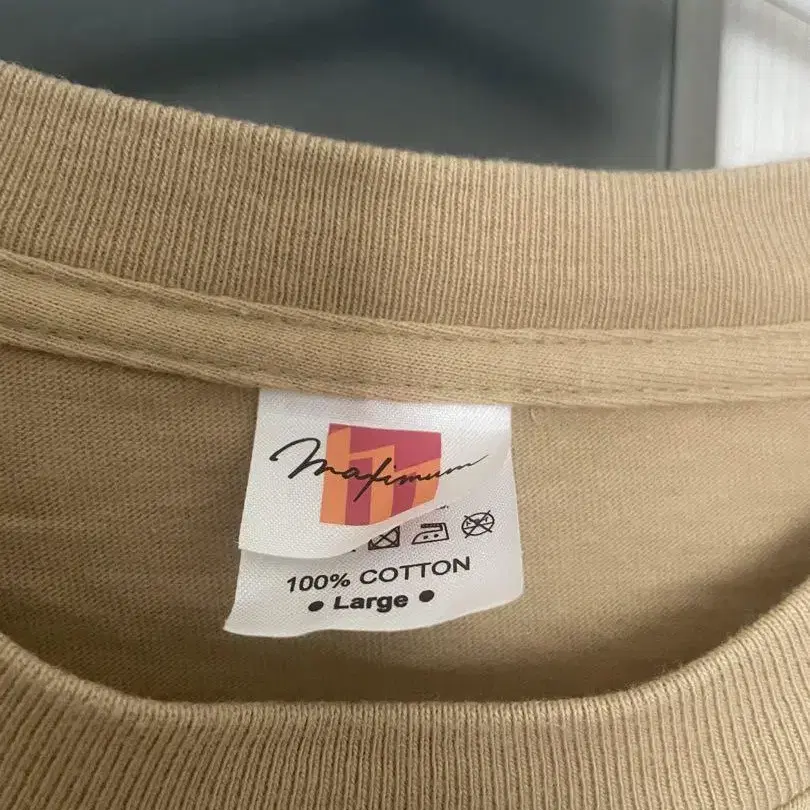 Maximum
100% COTTON
• Large •